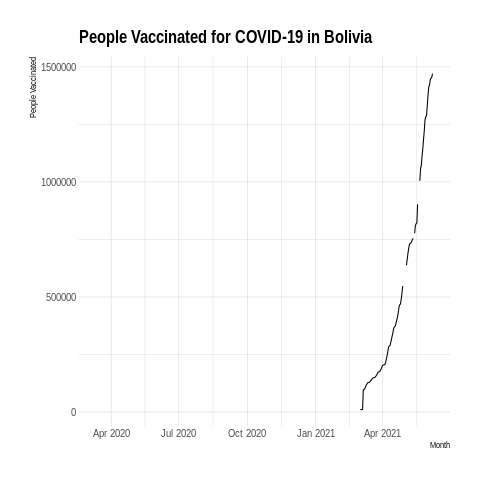 People Vaccinated for COVID-19 in Bolivia
People Vaccinated
1500000
1000000
500000
0
Apr 2020 Jul 2020 Oct 2020 Jan 2021 Apr 2021
Month